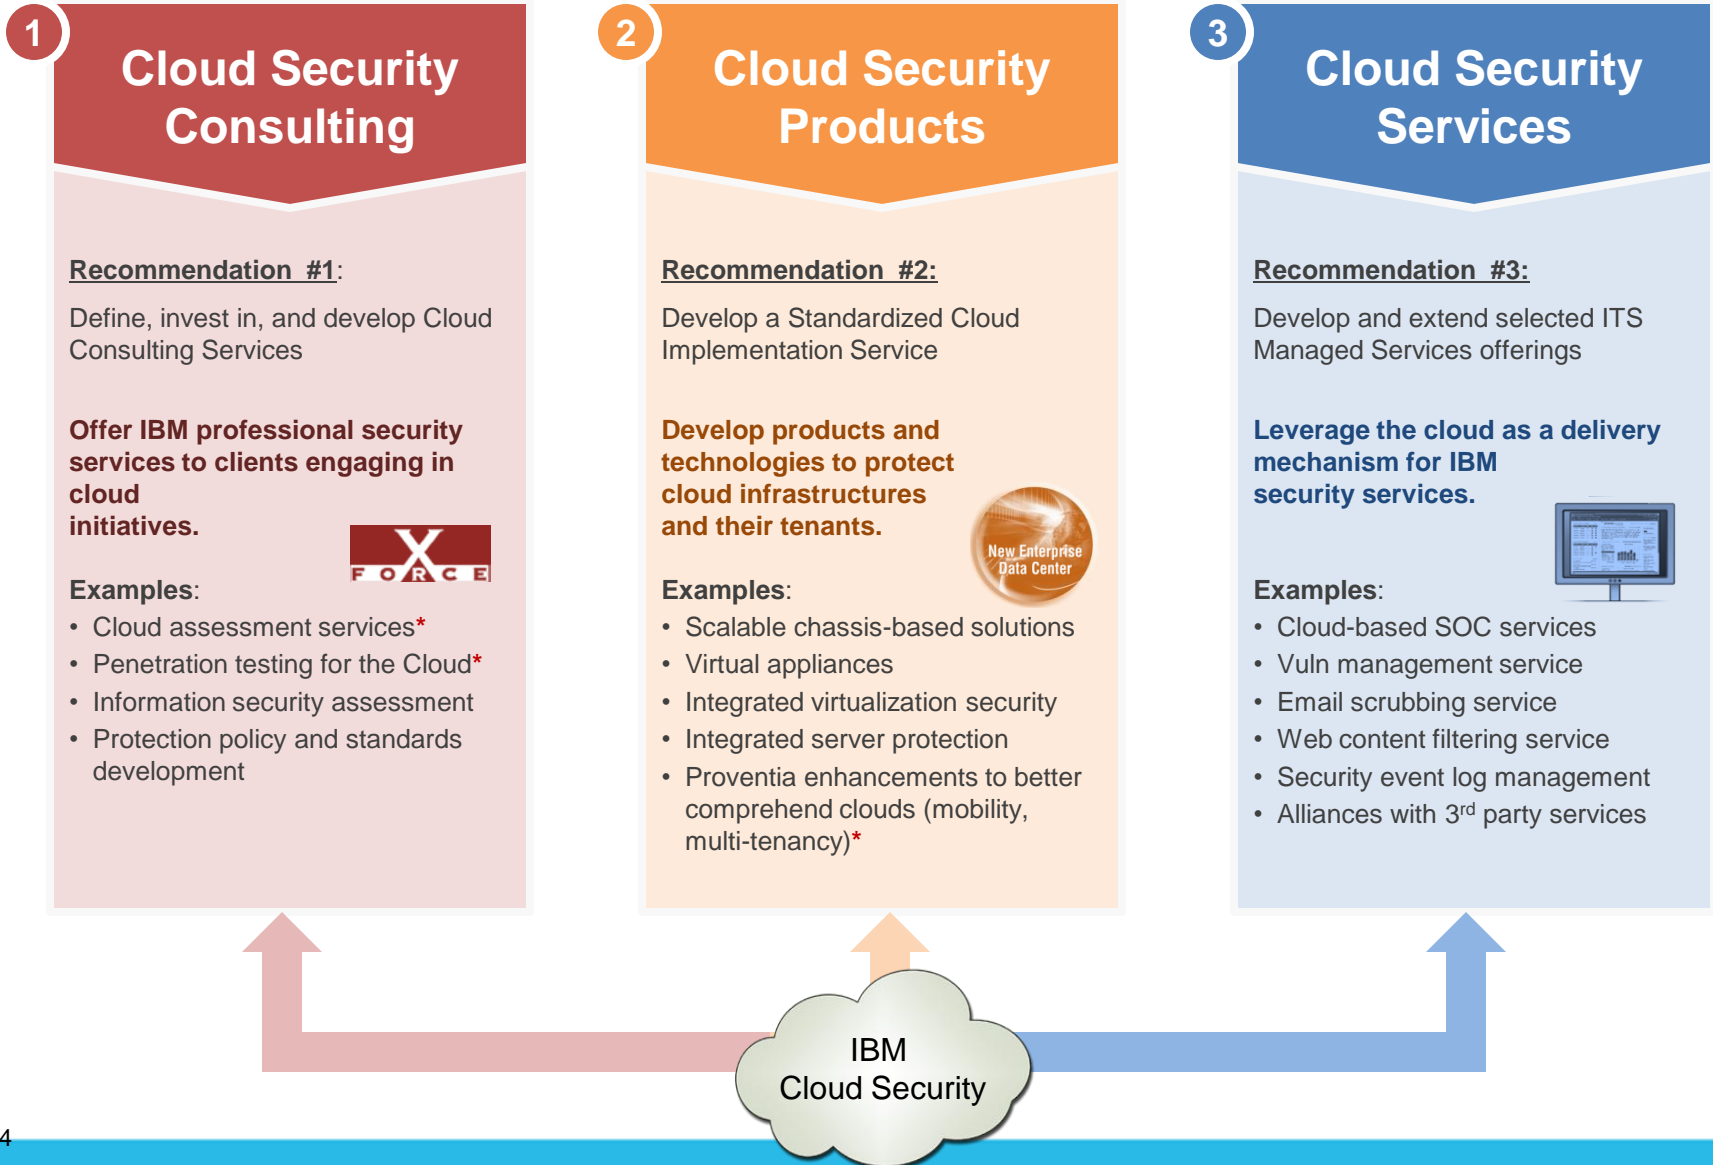 1
Cloud Security
Consulting
Recommendation #1:
Define, invest in, and develop Cloud
Consulting Services
Offer IBM professional security
services to clients engaging in
cloud
initiatives.
X
FORCE
Examples:
• Cloud assessment services*
• Penetration testing for the Cloud*
• Information security assessment
• Protection policy and standards
development
2
Cloud Security
Products
Recommendation #2:
Develop a Standardized Cloud
Implementation Service
Develop products and
technologies to protect
cloud infrastructures
and their tenants.
New Enterprise
Data Center
Examples:
• Scalable chassis-based solutions
• Virtual appliances
• Integrated virtualization security
• Integrated server protection
• Proventia enhancements to better
comprehend clouds (mobility,
multi-tenancy)*
3
Cloud Security
Services
Recommendation #3:
Develop and extend selected ITS
Managed Services offerings
Leverage the cloud as a delivery
mechanism for IBM
security services.
Examples:
• Cloud-based SOC services
• Vuln management service
• Email scrubbing service
• Web content filtering service
• Security event log management
• Alliances with 3rd party services
IBM
Cloud Security
4